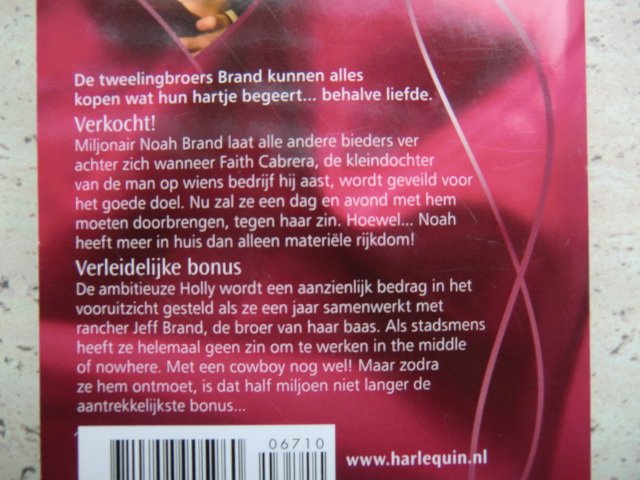 De tweelingbroers Brand kunnen alles
kopen wat hun hartje begeert... behalve liefde.
Verkocht!
Miljonair Noah Brand laat alle andere bieders ver
achter zich wanneer Faith Cabrera, de kleindochter
van de man op wiens bedrijf hij aast, wordt geveild voor
het goede doel. Nu zal ze een dag en avond met hem
moeten doorbrengen, tegen haar zin. Hoewel... Noah
heeft meer in huis dan alleen materiële rijkdom!
Verleidelijke bonus
De ambitieuze Holly wordt een aanzienlijk bedrag in het
vooruitzicht gesteld als ze een jaar samenwerkt met
rancher Jeff Brand, de broer van haar baas. Als stadsmens
heeft ze helemaal geen zin om te werken in the middle
of nowhere. Met een cowboy nog wel! Maar zodra
ze hem ontmoet, is dat half miljoen niet langer de
aantrekkelijkste bonus...
06710
www.harlequin.nl